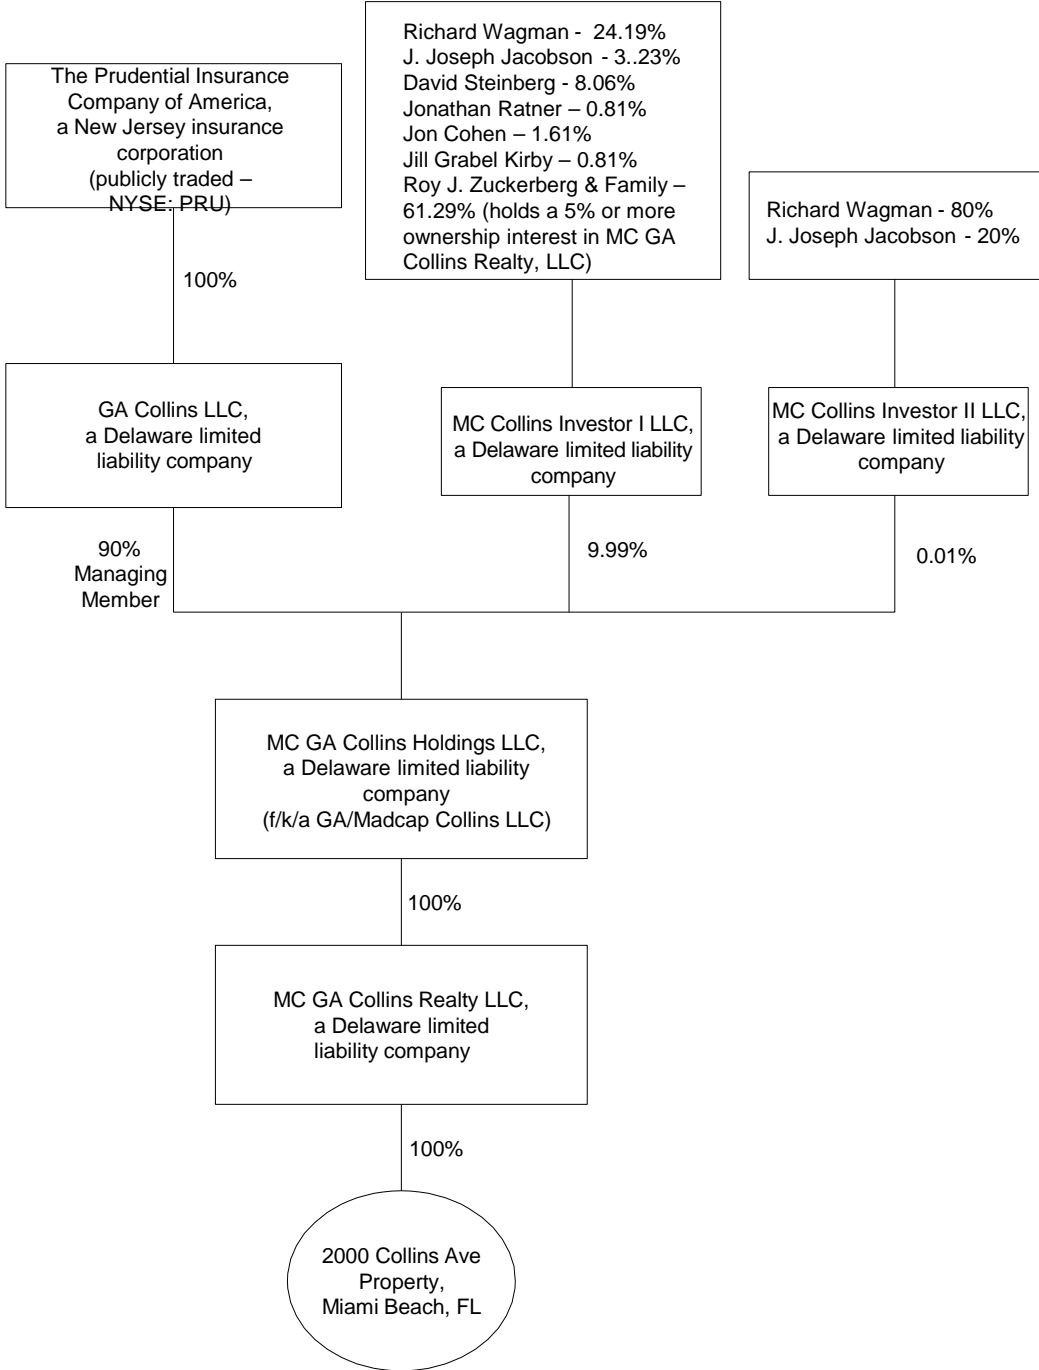 The Prudential Insurance
Company of America,
a New Jersey insurance
corporation
(publicly traded –
NYSE: PRU)
Richard Wagman - 24.19%
J. Joseph Jacobson - 3..23%
David Steinberg - 8.06%
Jonathan Ratner – 0.81%
Jon Cohen – 1.61%
Jill Grabel Kirby – 0.81%
Roy J. Zuckerberg & Family –
61.29% (holds a 5% or more
ownership interest in MC GA
Collins Realty, LLC)
Richard Wagman - 80%
J. Joseph Jacobson - 20%
100%
GA Collins LLC,
a Delaware limited
liability company
MC Collins Investor I LLC,
a Delaware limited liability
company
MC Collins Investor II LLC,
a Delaware limited liability
company
90%
Managing
Member
9.99%
0.01%
MC GA Collins Holdings LLC,
a Delaware limited liability
company
(f/k/a GA/Madcap Collins LLC)
100%
MC GA Collins Realty LLC,
a Delaware limited
liability company
100%
2000 Collins Ave
Property,
Miami Beach, FL